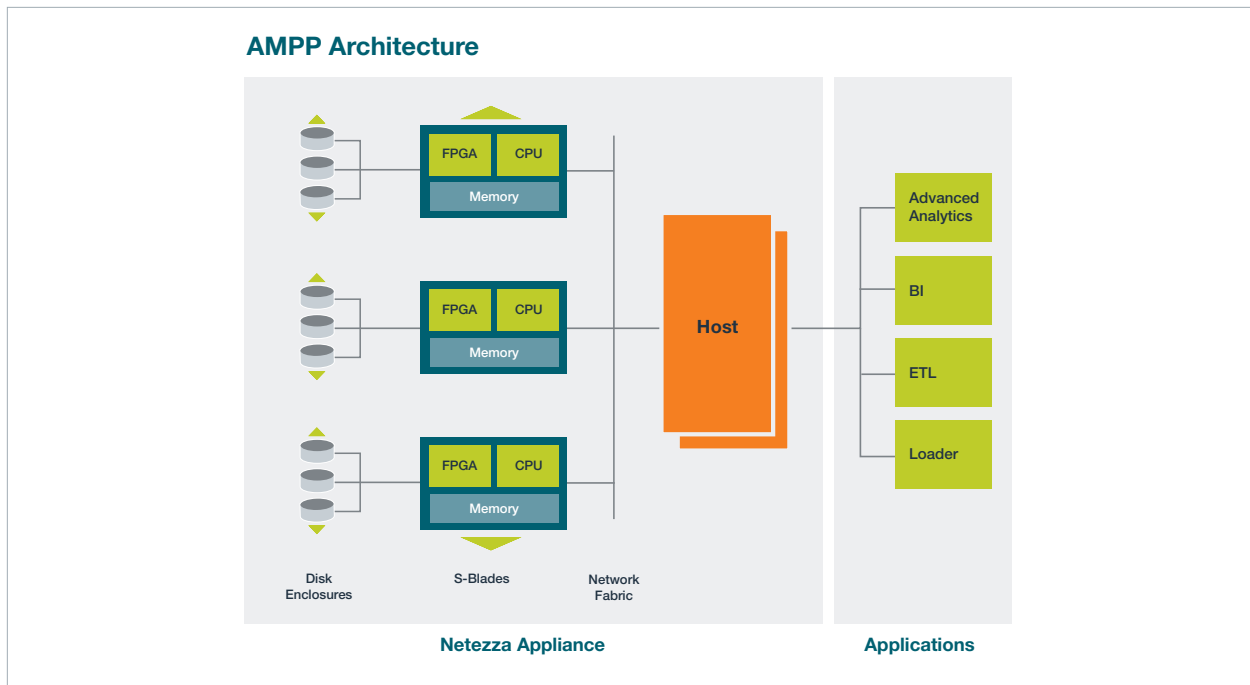 AMPP Architecture
FPGA
CPU
Memory
FPGA
CPU
Memory
FPGA
CPU
Memory
Host
Advanced
Analytics
BI
ETL
Loader
Disk
Enclosures
S-Blades
Network
Fabric
Netezza Appliance
Applications